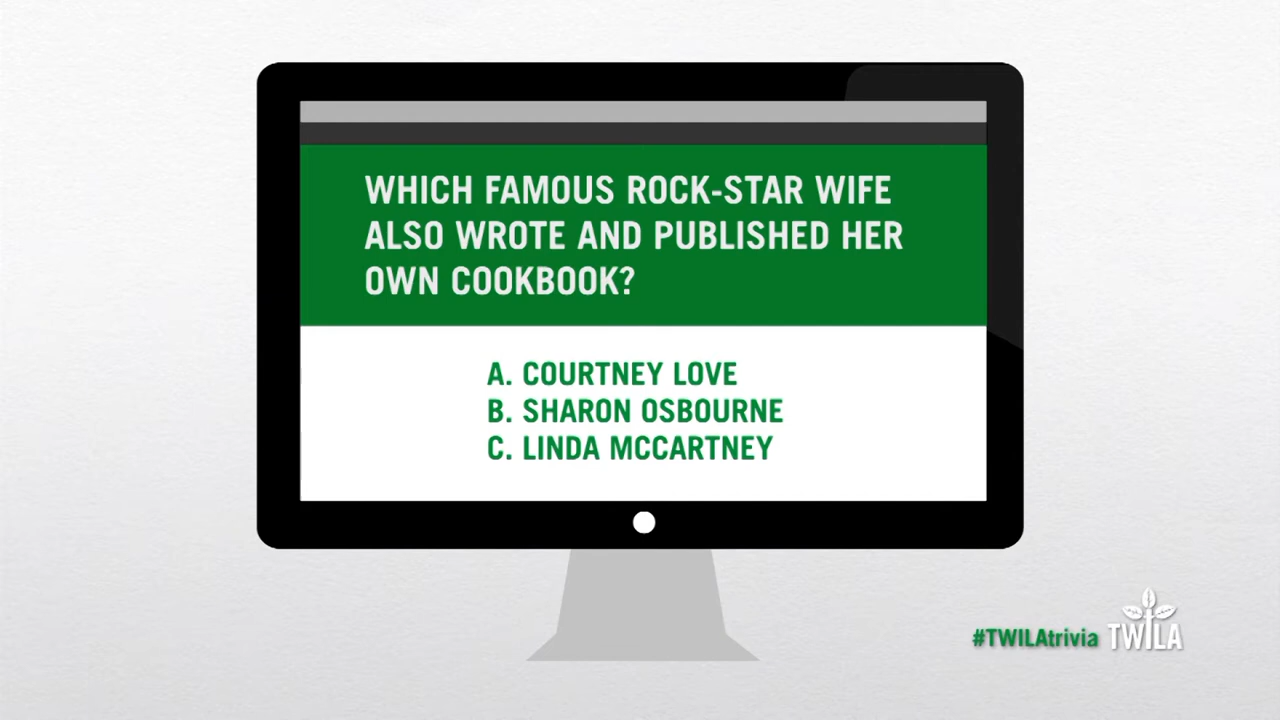 WHICH FAMOUS ROCK-STAR WIFE
ALSO WROTE AND PUBLISHED HER
OWN COOKBOOK?
A. COURTNEY LOVE
B. SHARON OSBOURNE
C. LINDA MCCARTNEY
#TWILAtrivia TWILA